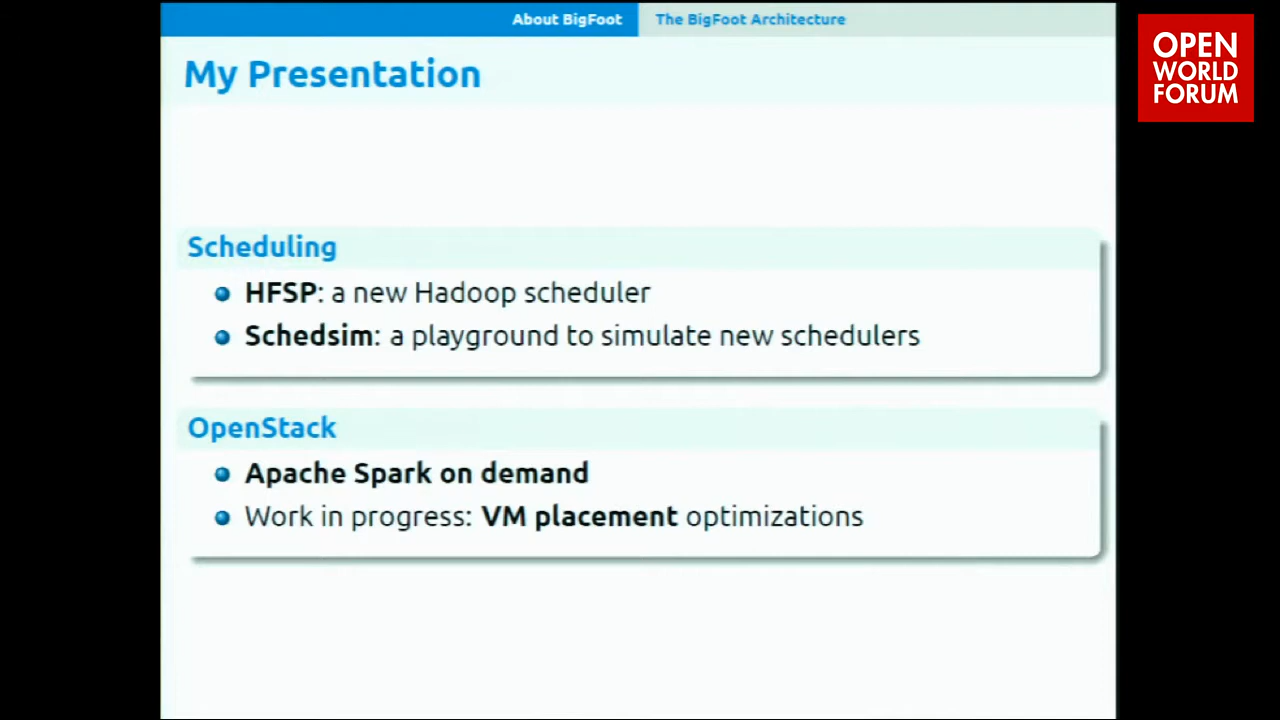 About BigFoot
The BigFoot Architecture
My Presentation
Scheduling
HFSP: a new Hadoop scheduler
Schedsim: a playground to simulate new schedulers
OpenStack
Apache Spark on demand
Work in progress: VM placement optimizations
OPEN
WORLD
FORUM